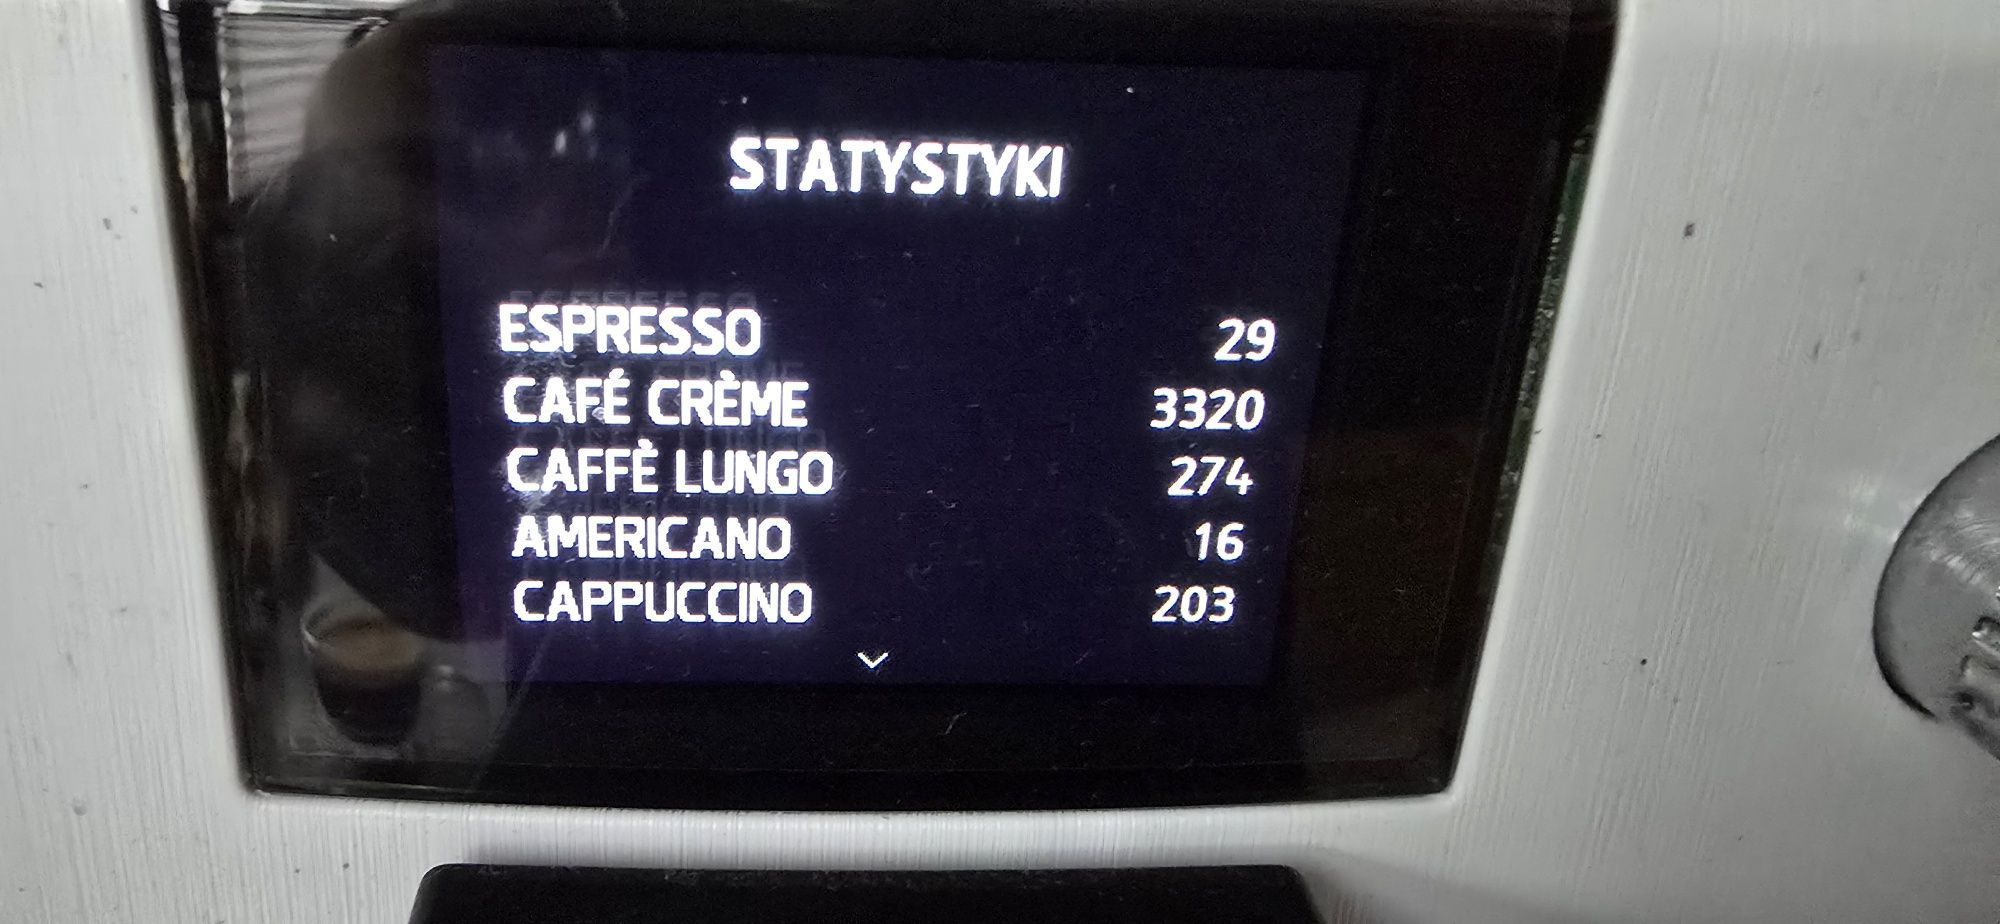 STATYSTYKI
ESPRESSO 29
CAFÉ CRÈME 3320
CAFFÈ LUNGO 274
AMERICANO 16
CAPPUCCINO 203